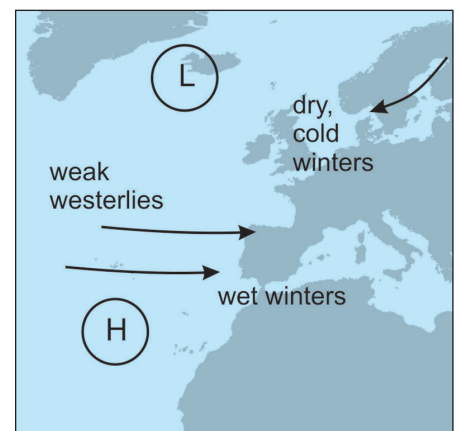 L
dry,
cold
winters
weak
westerlies
wet winters
H